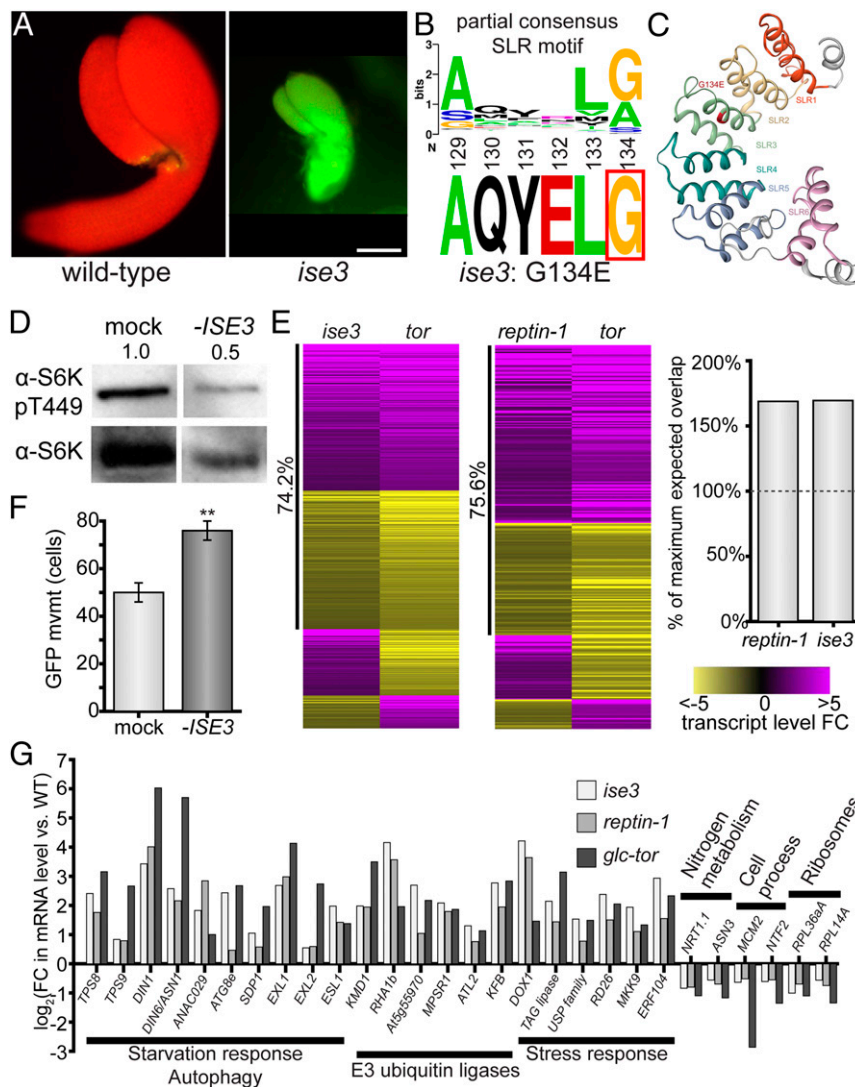 A
wild-type
ise3
B
partial consensus
SLR motif
bits
3
2
1
0
N
129
130
131
132
133
134
A Q Y L G
S A
AQYELG
ise3: G134E
C
G134E
SLR1
SLR2
SLR3
SLR4
SLR5
SLR6
D
mock -ISE3
1.0 0.5
α-S6K
pT449
α-S6K
E
ise3 tor
74.2%
reptin-1 tor
75.6%
% of maximum expected overlap
200%
150%
100%
50%
0%
reptin-1 ise3
<-5 0 >5
transcript level FC
F
GFP mvmt (cells)
80
60
40
20
0
**
mock -ISE3
G
log2(FC in mRNA level vs. WT)
7
6
5
4
3
2
1
0
-1
-2
-3
ise3
reptin-1
glc-tor
TPS8
TPS9
DIN1
DIN6/ASN1
ANAC029
ATG8e
SDP1
EXL1
EXL2
ESL1
KMD1
RHA1b
At5g55970
MPSR1
ATL2
KFB
DOX1
TAG lipase
USP family
RD26
MKK9
ERF104
Nitrogen
metabolism
Cell
process
Ribosomes
NRT1.1
ASN3
MCM2
NTF2
RPL36aA
RPL14A
Starvation response
Autophagy
E3 ubiquitin ligases
Stress response